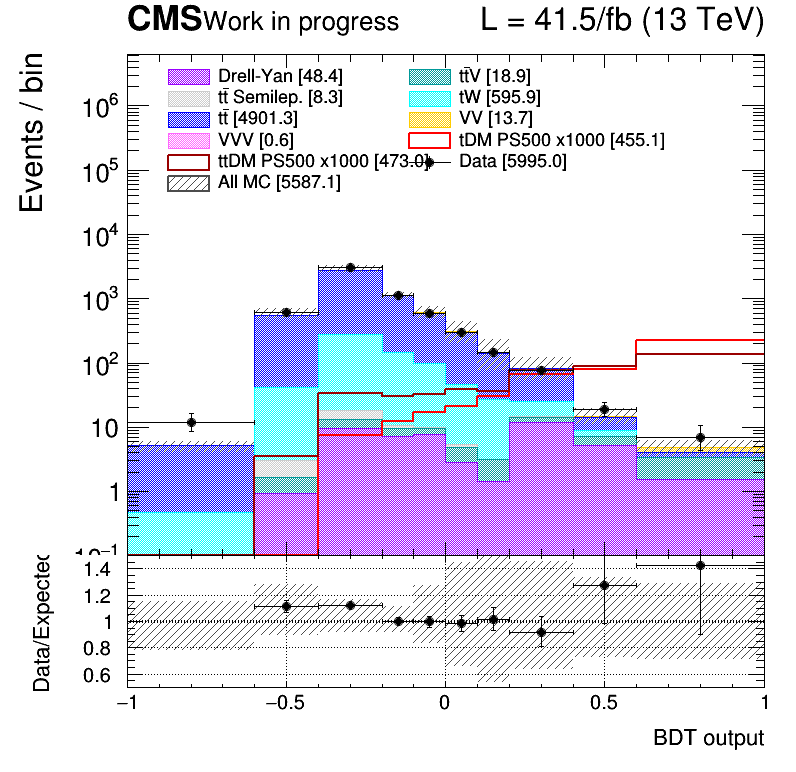 CMS Work in progress L = 41.5/fb (13 TeV)
Events / bin
Drell-Yan [48.4] tt̄V [18.9]
tt̄ Semilep. [8.3] tW [595.9]
tt̄ [4901.3] VV [13.7]
VVV [0.6] tDM PS500 x1000 [455.1]
ttDM PS500 x1000 [473.0] Data [5995.0]
All MC [5587.1]
10⁶
10⁵
10⁴
10³
10²
10
1
10⁻¹
Data/Expected
1.4
1.2
1
0.8
0.6
−1 −0.5 0 0.5 1
BDT output